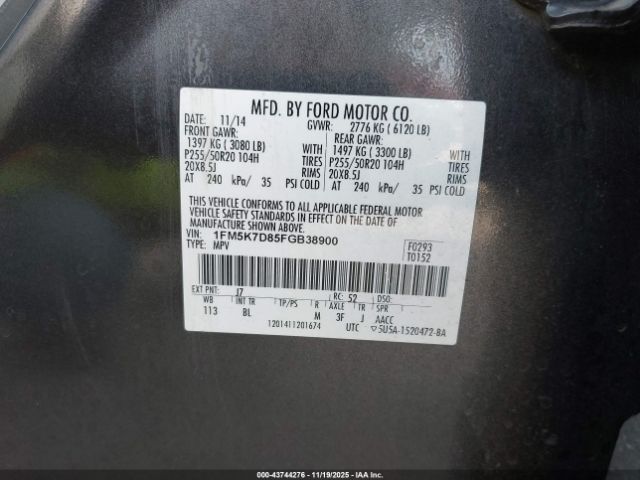 MFD. BY FORD MOTOR CO.
DATE: 11/14 GVWR: 2776 KG ( 6120 LB)
FRONT GAWR: REAR GAWR:
1397 KG ( 3080 LB) WITH 1497 KG ( 3300 LB) WITH
P255/50R20 104H TIRES P255/50R20 104H TIRES
20X8.5J RIMS 20X8.5J RIMS
AT 240 kPa/ 35 PSI COLD AT 240 kPa/ 35 PSI COLD
THIS VEHICLE CONFORMS TO ALL APPLICABLE FEDERAL MOTOR
VEHICLE SAFETY STANDARDS IN EFFECT ON THE DATE OF
MANUFACTURE SHOWN ABOVE.
VIN: 1FM5K7D85FGB38900 F0293
TYPE: MPV T0152
EXT PNT: J7 RC: 52 DSO:
WB INT TR TP/PS R AXLE TR SPR
113 BL M 3F J AACC
1201411201674 UTC ▽5U5A-1520472-BA
000-43744276 - 11/19/2025 - IAAI.COM